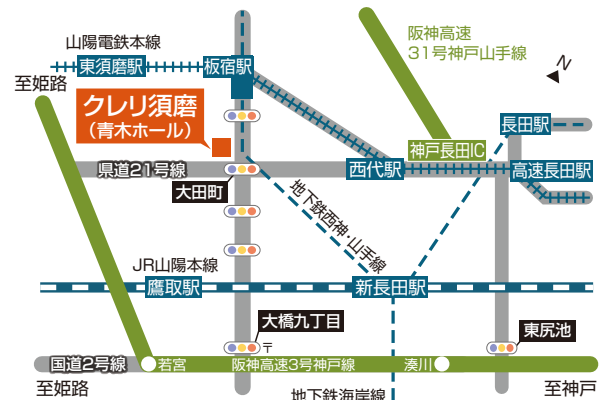 山陽電鉄本線
阪神高速
31号神戸山手線
N
東須磨駅
板宿駅
至姫路
クレリ須磨
(青木ホール)
長田駅
神戸長田IC
県道21号線
西代駅
高速長田駅
大田町
地下鉄西神・山手線
JR山陽本線
鷹取駅
新長田駅
大橋九丁目
東尻池
〒
国道2号線
若宮
阪神高速3号神戸線
湊川
至姫路
至神戸
地下鉄海岸線